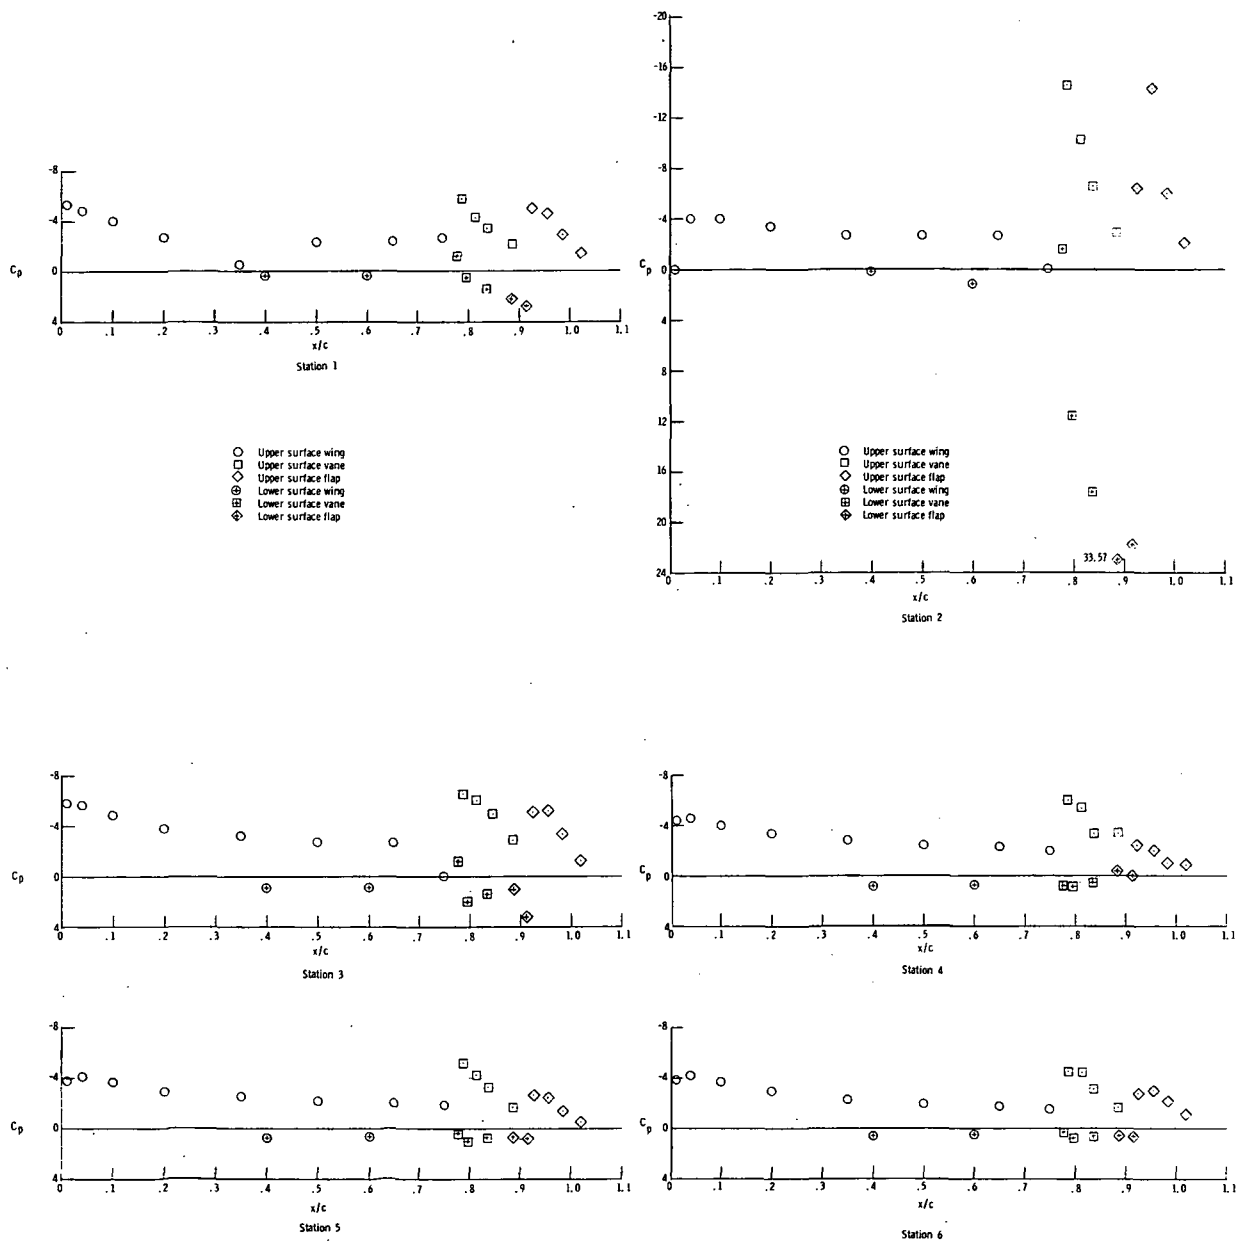 -20
-16
-12
-8
-4
Cp
0
4
8
12
16
20
24
33.57
0 .1 .2 .3 .4 .5 .6 .7 .8 .9 1.0 1.1
x/c
Station 2
Upper surface wing
Upper surface vane
Upper surface flap
Lower surface wing
Lower surface vane
Lower surface flap
-8
-4
Cp
0
4
0 .1 .2 .3 .4 .5 .6 .7 .8 .9 1.0 1.1
x/c
Station 1
Upper surface wing
Upper surface vane
Upper surface flap
Lower surface wing
Lower surface vane
Lower surface flap
-8
-4
Cp
0
4
0 .1 .2 .3 .4 .5 .6 .7 .8 .9 1.0 1.1
x/c
Station 3
-8
-4
Cp
0
4
0 .1 .2 .3 .4 .5 .6 .7 .8 .9 1.0 1.1
x/c
Station 4
-8
-4
Cp
0
4
0 .1 .2 .3 .4 .5 .6 .7 .8 .9 1.0 1.1
x/c
Station 5
-8
-4
Cp
0
4
0 .1 .2 .3 .4 .5 .6 .7 .8 .9 1.0 1.1
x/c
Station 6